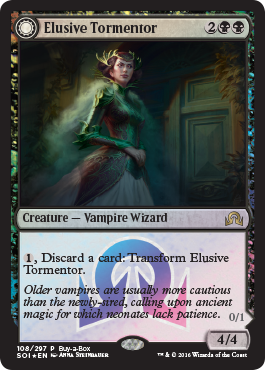 Elusive Tormentor 2
Creature — Vampire Wizard
1, Discard a card: Transform Elusive
Tormentor.
Older vampires are usually more cautious
than the newly-sired, calling upon ancient
magic for which neonates lack patience.
0/1
4/4
108/297 P Buy-a-Box
SOI ★ EN Anna Steinbauer
™ & © 2016 Wizards of the Coast